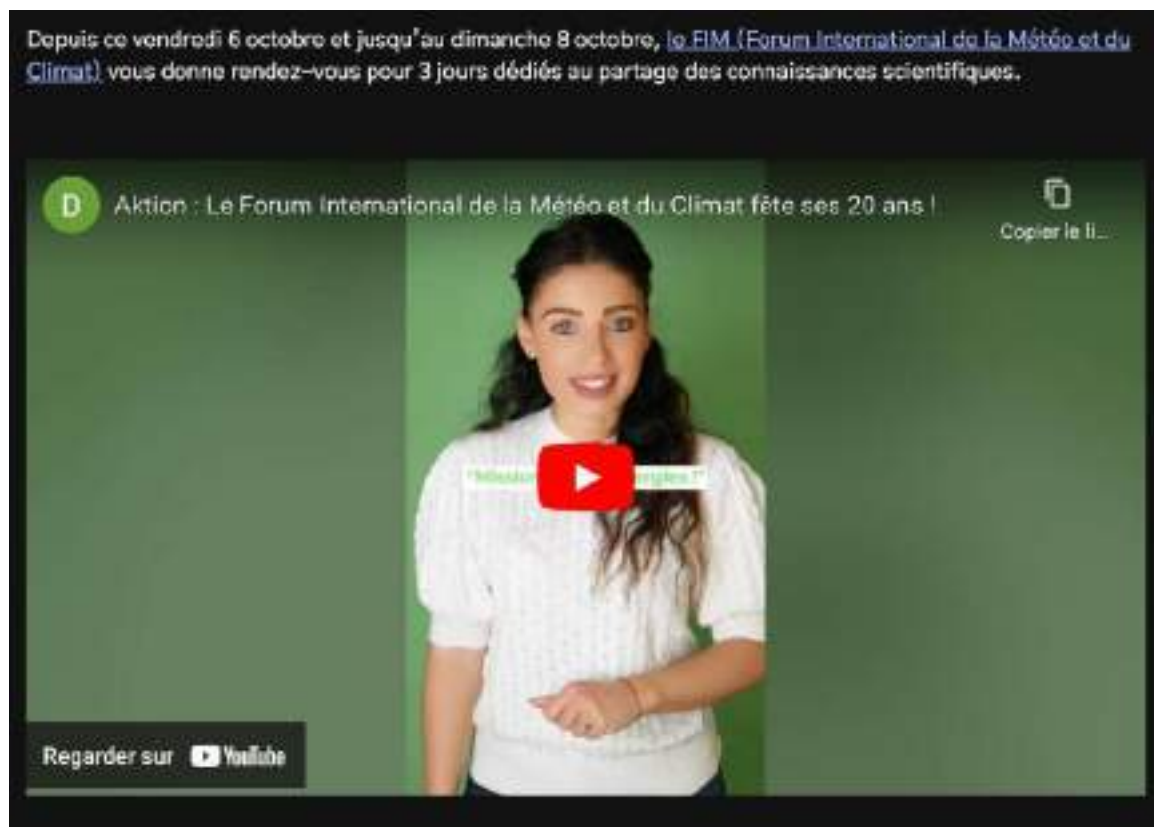 Depuis ce vendredi 6 octobre et jusqu'au dimanche 8 octobre, le FIM (Forum International de la Météo et du
Climat) vous donne rendez-vous pour 3 jours dédiés au partage des connaissances scientifiques.
D
Aktion : Le Forum International de la Météo et du Climat fête ses 20 ans !
Copier le li...
Regarder sur YouTube